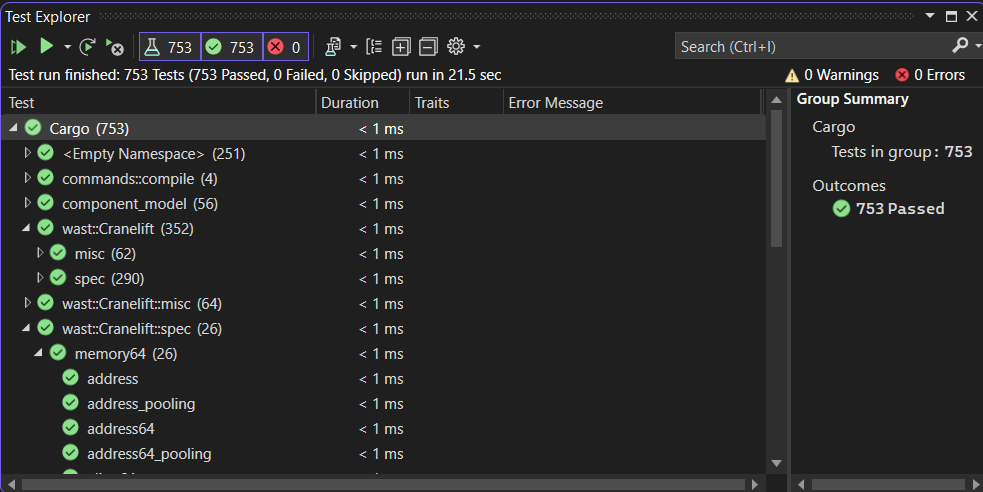 Test Explorer
753 753 0 Search (Ctrl+I)
Test run finished: 753 Tests (753 Passed, 0 Failed, 0 Skipped) run in 21.5 sec 0 Warnings 0 Errors
Test Duration Traits Error Message
Cargo (753) < 1 ms
<Empty Namespace> (251) < 1 ms
commands::compile (4) < 1 ms
component_model (56) < 1 ms
wast::Cranelift (352) < 1 ms
misc (62) < 1 ms
spec (290) < 1 ms
wast::Cranelift::misc (64) < 1 ms
wast::Cranelift::spec (26) < 1 ms
memory64 (26) < 1 ms
address < 1 ms
address_pooling < 1 ms
address64 < 1 ms
address64_pooling < 1 ms
Group Summary
Cargo
Tests in group: 753
Outcomes
753 Passed